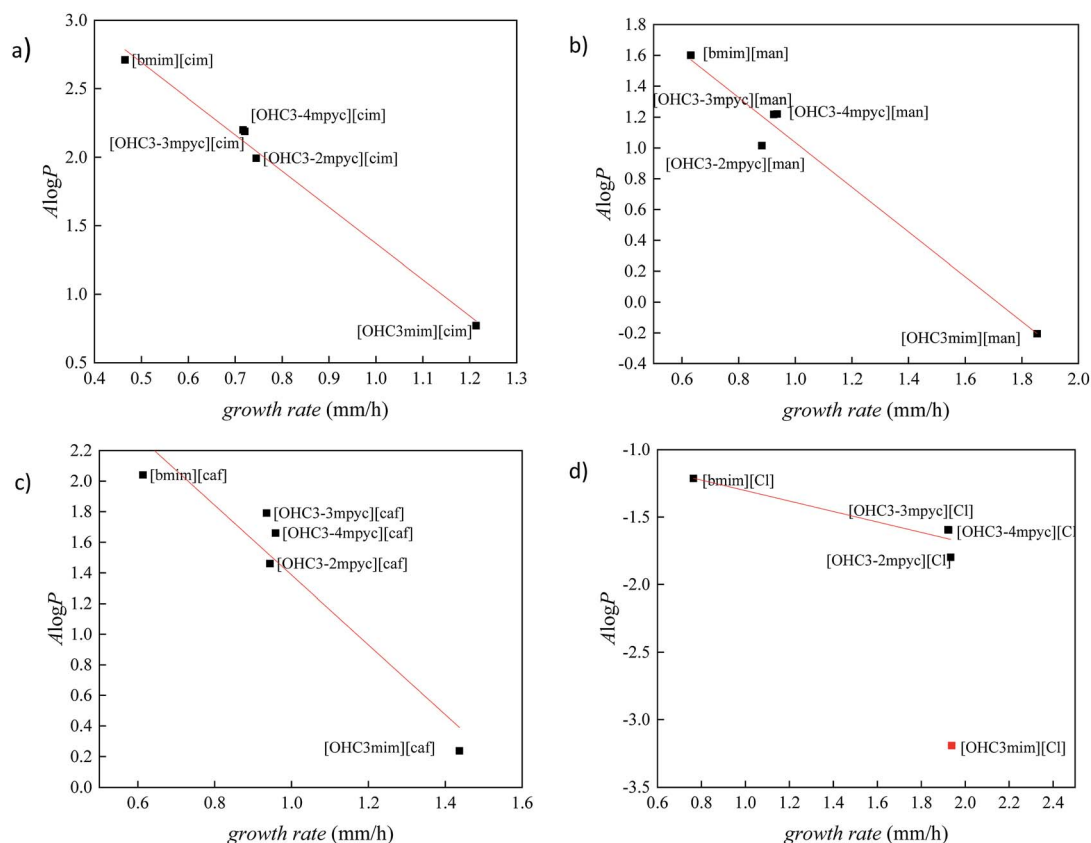 a)
3.0
2.5
2.0
1.5
1.0
0.5
AlogP
[bmim][cim]
[OHC3-4mpyc][cim]
[OHC3-3mpyc][cim]
[OHC3-2mpyc][cim]
[OHC3mim][cim]
0.4 0.5 0.6 0.7 0.8 0.9 1.0 1.1 1.2 1.3
growth rate (mm/h)
b)
1.8
1.6
1.4
1.2
1.0
0.8
0.6
0.4
0.2
0.0
-0.2
-0.4
AlogP
[bmim][man]
[OHC3-3mpyc][man]
[OHC3-4mpyc][man]
[OHC3-2mpyc][man]
[OHC3mim][man]
0.6 0.8 1.0 1.2 1.4 1.6 1.8 2.0
growth rate (mm/h)
c)
2.2
2.0
1.8
1.6
1.4
1.2
1.0
0.8
0.6
0.4
0.2
0.0
AlogP
[bmim][caf]
[OHC3-3mpyc][caf]
[OHC3-4mpyc][caf]
[OHC3-2mpyc][caf]
[OHC3mim][caf]
0.6 0.8 1.0 1.2 1.4 1.6
growth rate (mm/h)
d)
-1.0
-1.5
-2.0
-2.5
-3.0
-3.5
AlogP
[bmim][Cl]
[OHC3-3mpyc][Cl]
[OHC3-4mpyc][Cl
[OHC3-2mpyc][Cl]
[OHC3mim][Cl]
0.6 0.8 1.0 1.2 1.4 1.6 1.8 2.0 2.2 2.4
growth rate (mm/h)